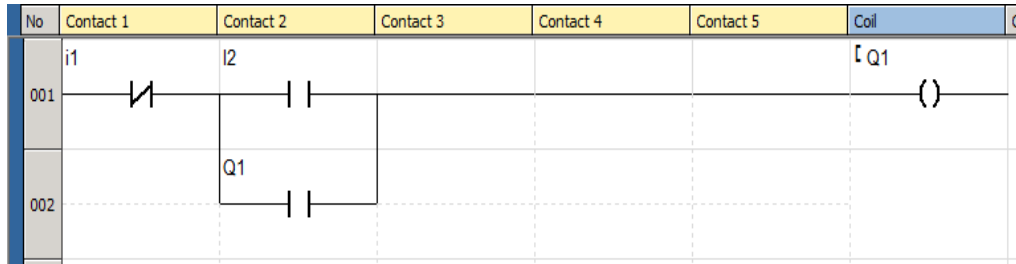 No Contact 1 Contact 2 Contact 3 Contact 4 Contact 5 Coil
i1 I2 [ Q1
001
Q1
002